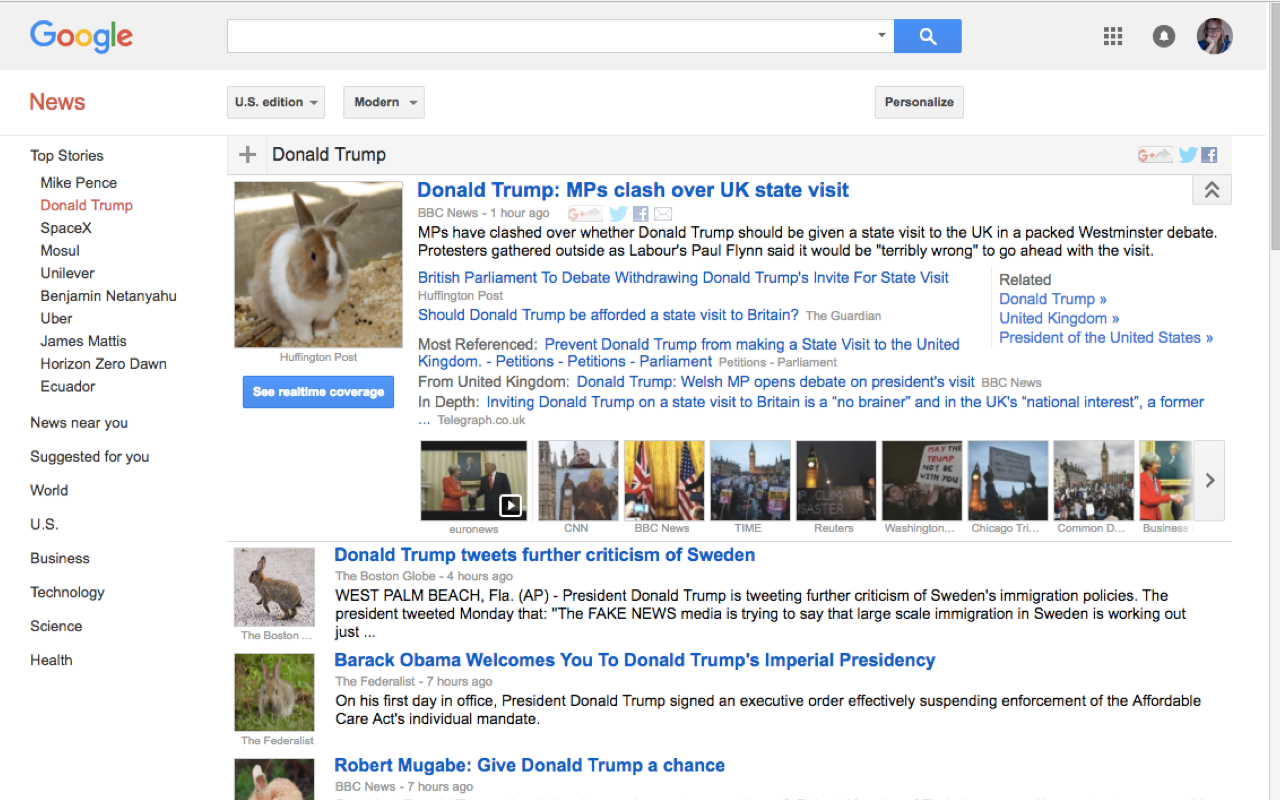 Google
News
U.S. edition
Modern
Personalize
Top Stories
Mike Pence
Donald Trump
SpaceX
Mosul
Unilever
Benjamin Netanyahu
Uber
James Mattis
Horizon Zero Dawn
Ecuador
News near you
Suggested for you
World
U.S.
Business
Technology
Science
Health
Donald Trump
Huffington Post
See realtime coverage
Donald Trump: MPs clash over UK state visit
BBC News - 1 hour ago
MPs have clashed over whether Donald Trump should be given a state visit to the UK in a packed Westminster debate.
Protesters gathered outside as Labour's Paul Flynn said it would be "terribly wrong" to go ahead with the visit.
British Parliament To Debate Withdrawing Donald Trump's Invite For State Visit
Huffington Post
Should Donald Trump be afforded a state visit to Britain? The Guardian
Most Referenced: Prevent Donald Trump from making a State Visit to the United
Kingdom. - Petitions - Petitions - Parliament Petitions - Parliament
From United Kingdom: Donald Trump: Welsh MP opens debate on president's visit BBC News
In Depth: Inviting Donald Trump on a state visit to Britain is a “no brainer” and in the UK's “national interest”, a former
... Telegraph.co.uk
Related
Donald Trump »
United Kingdom »
President of the United States »
MAY THE
TRUMP
NOT BE
WITH YOU
CLIMATE
euronews
CNN
BBC News
TIME
Reuters
Washington...
Chicago Tri...
Common D...
Business
The Boston ...
Donald Trump tweets further criticism of Sweden
The Boston Globe - 4 hours ago
WEST PALM BEACH, Fla. (AP) - President Donald Trump is tweeting further criticism of Sweden's immigration policies. The
president tweeted Monday that: "The FAKE NEWS media is trying to say that large scale immigration in Sweden is working out
just ...
The Federalist
Barack Obama Welcomes You To Donald Trump's Imperial Presidency
The Federalist - 7 hours ago
On his first day in office, President Donald Trump signed an executive order effectively suspending enforcement of the Affordable
Care Act's individual mandate.
Robert Mugabe: Give Donald Trump a chance
BBC News - 7 hours ago